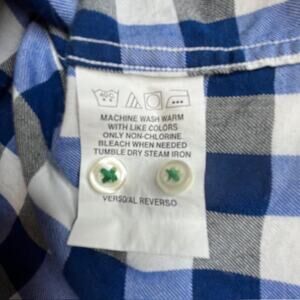 40C
MACHINE WASH WARM
WITH LIKE COLORS
ONLY NON-CHLORINE
BLEACH WHEN NEEDED
TUMBLE DRY STEAM IRON
VERSO/AL REVERSO